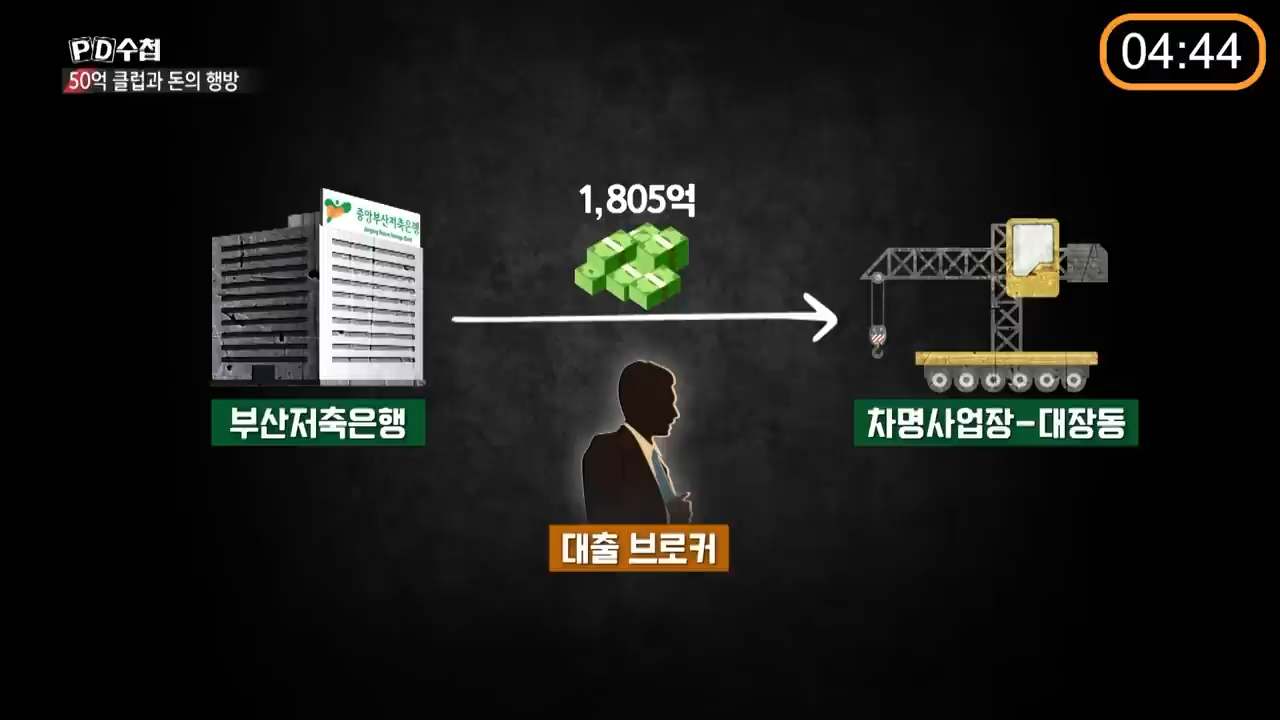 PD수첩
50억 클럽과 돈의 행방
04:44
1,805억
중앙부산저축은행
부산저축은행
차명사업장-대장동
대출 브로커